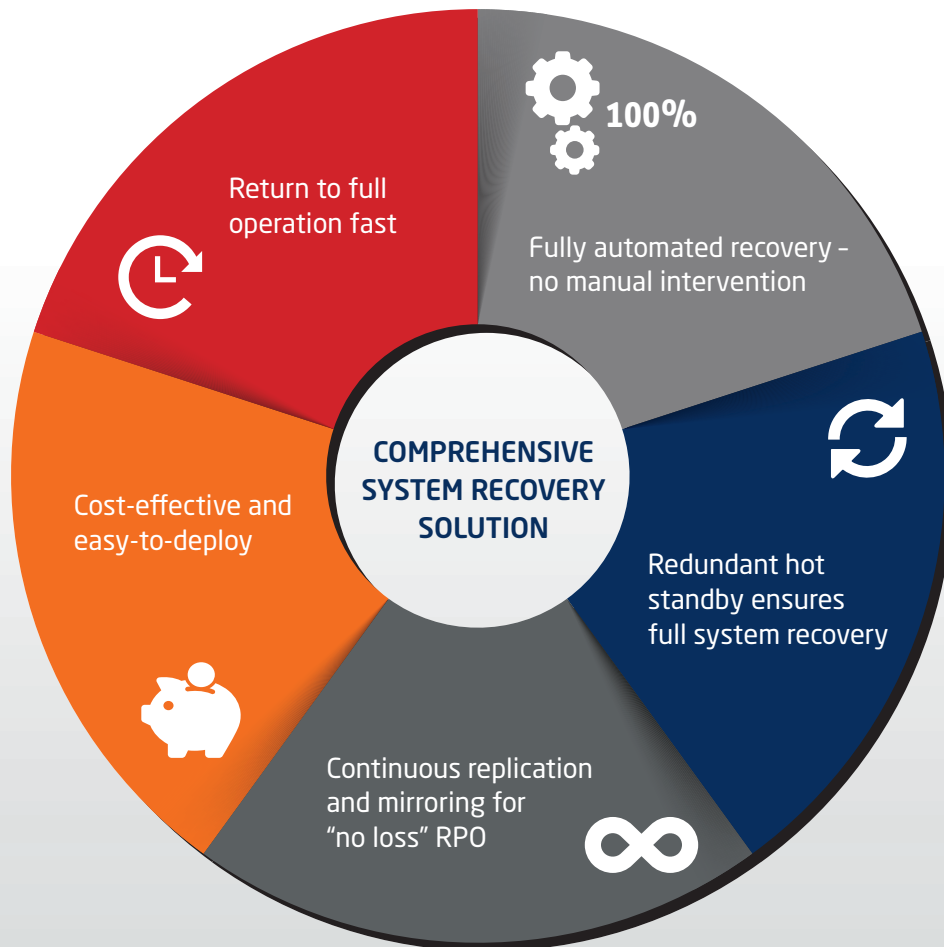 100%
Fully automated recovery –
no manual intervention
Redundant hot
standby ensures
full system recovery
Continuous replication
and mirroring for
“no loss” RPO
Cost-effective and
easy-to-deploy
Return to full
operation fast
COMPREHENSIVE
SYSTEM RECOVERY
SOLUTION